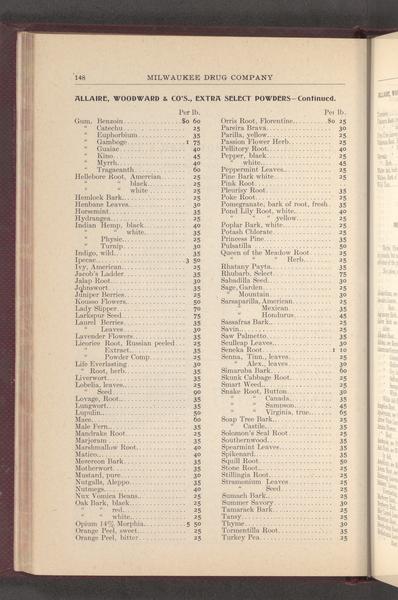 148
MILWAUKEE DRUG COMPANY
ALLAIRE, WOODWARD & CO'S., EXTRA SELECT POWDERS—Continued.
Per lb.
Gum, Benzoin $0 60
" Catechu 25
" Euphorbium 35
" Gamboge 1 75
" Guaiac 40
" Kino 45
" Myrrh 40
" Tragacanth 60
Hellebore Root, Amercian 25
" " black 25
" " white 25
Hemlock Bark 25
Henbane Leaves 30
Horsemint 35
Hydrangea 25
Indian Hemp, black 40
" " white 35
" Physic 25
" Turnip 30
Indigo, wild 35
Ipecac 3 50
Ivy, American 25
Jacob's Ladder 35
Jalap Root 30
Johnswort 35
Juniper Berries 25
Kousso Flowers 50
Lady Slipper 70
Larkspur Seed 75
Laurel Berries 35
" Leaves 30
Lavender Flowers 35
Licorice Root, Russian peeled 25
" Extract 35
" Powder Comp 25
Life Everlasting 30
" Root, herb 35
Liverwort 35
Lobelia, leaves 25
" Seed 90
Lovage, Root 35
Lungwort 35
Lupulin 50
Mace 60
Male Fern 35
Mandrake Root 25
Marjoram 35
Marshmallow Root 40
Matico 40
Mezereon Bark 35
Motherwort 35
Mustard, pure 30
Nutgalls, Aleppo 35
Nutmegs 40
Nux Vomica Beans 25
Oak Bark, black 25
" " red 25
" " white 25
Opium 14% Morphia 5 50
Orange Peel, sweet 25
Orange Peel, bitter 25
Per lb.
Orris Root, Florentine $0 25
Pareira Brava 30
Parilla, yellow 25
Passion Flower Herb 25
Pellitory Root 40
Pepper, black 25
" white 45
Peppermint Leaves 25
Pine Bark white 25
Pink Root
Pleurisy Root 35
Poke Root 25
Pomegranate, bark of root, fresh 35
Pond Lily Root, white 40
" " " yellow 25
Poplar Bark, white 25
Potash Chlorate 25
Princess Pine 35
Pulsatilla 50
Queen of the Meadow Root 25
" " " Herb 25
Rhatany Payta 35
Rhubarb, Select 75
Sabadilla Seed 30
Sage, Garden 25
" Mountain 30
Sarsaparilla, American 25
" Mexican 35
" Honduras 45
Sassafras Bark 25
Savin 25
Saw Palmetto 35
Scullcap Leaves 30
Seneka Root 1 10
Senna, Tinn., leaves 25
" Alex., leaves 30
Simaruba Bark 60
Skunk Cabbage Root 25
Smart Weed 25
Snake Root, Button 30
" " Canada 35
" " Sampson 45
" " Virginia, true 65
Soap Tree Bark 25
" Castile 35
Solomon's Seal Root 25
Southernwood 35
Spearmint Leaves 35
Spikenard 35
Squill Root 50
Stone Root 25
Stillingia Root 25
Stramonium Leaves 25
" Seed 25
Sumach Bark 25
Summer Savory 30
Tamarack Bark 25
Tansy 25
Thyme 30
Tormentilla Root 35
Turkey Pea 25